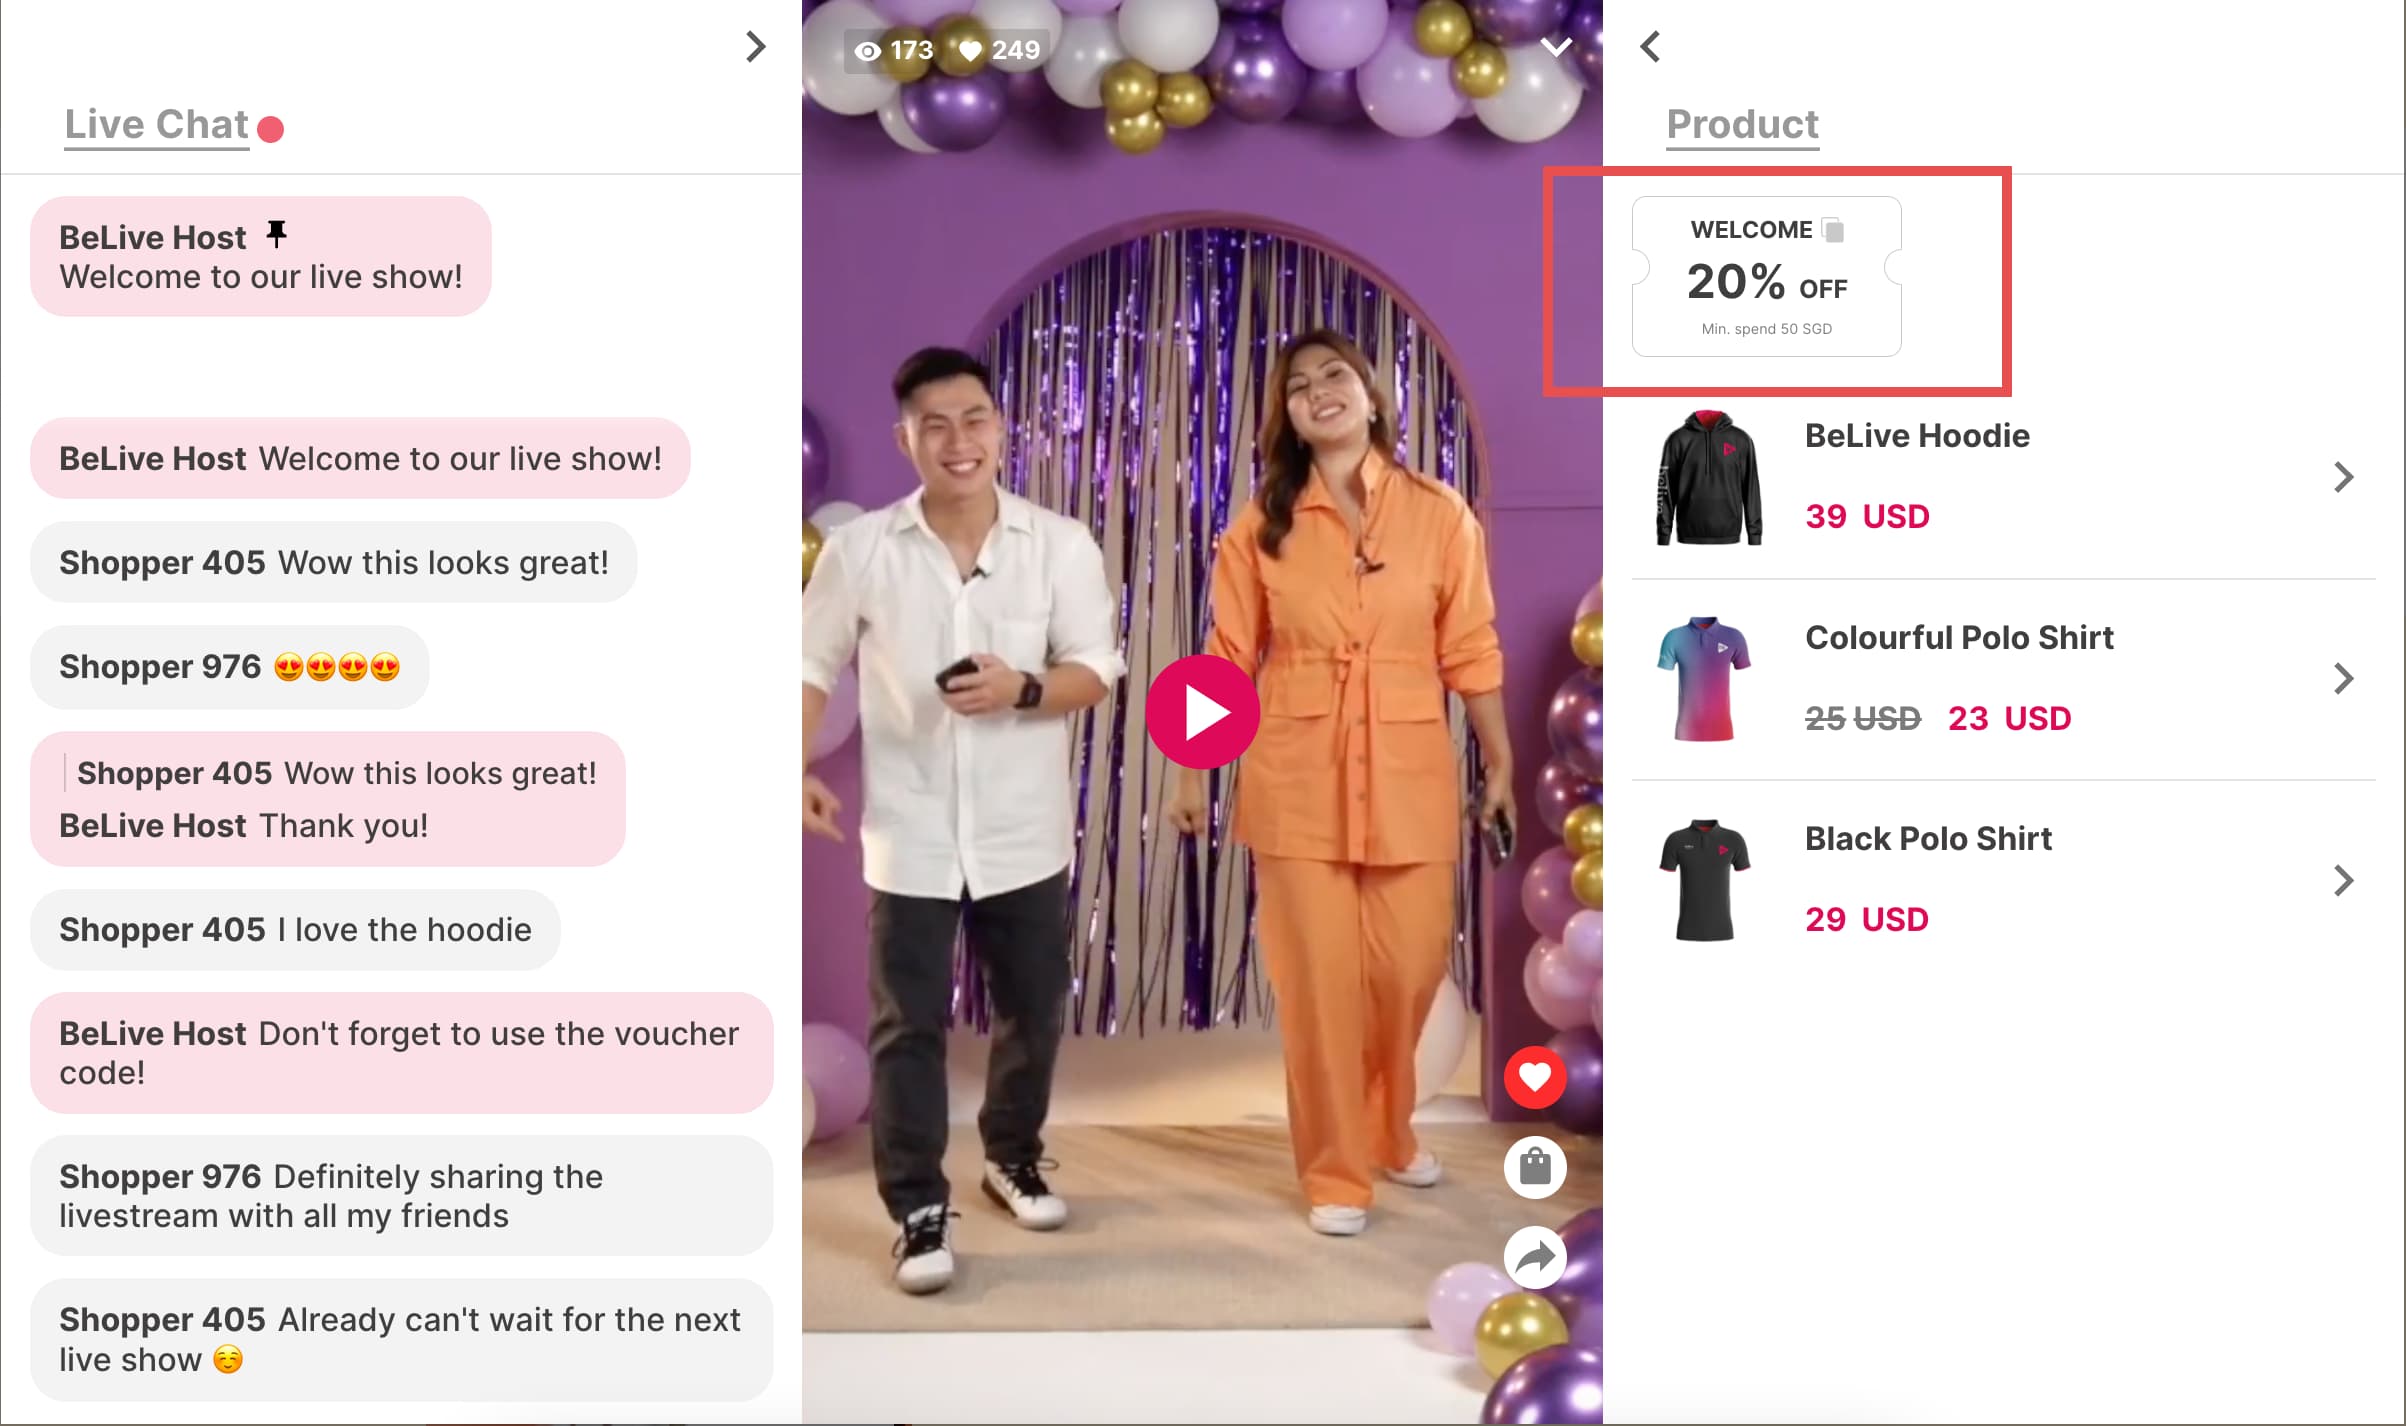 Live Chat
BeLive Host
Welcome to our live show!
BeLive Host Welcome to our live show!
Shopper 405 Wow this looks great!
Shopper 976 😍😍😍😍
Shopper 405 Wow this looks great!
BeLive Host Thank you!
Shopper 405 I love the hoodie
BeLive Host Don't forget to use the voucher
code!
Shopper 976 Definitely sharing the
livestream with all my friends
Shopper 405 Already can't wait for the next
live show ☺️
173 249
Product
WELCOME
20% OFF
Min. spend 50 SGD
BeLive Hoodie
39 USD
belive
Colourful Polo Shirt
25 USD 23 USD
Black Polo Shirt
29 USD